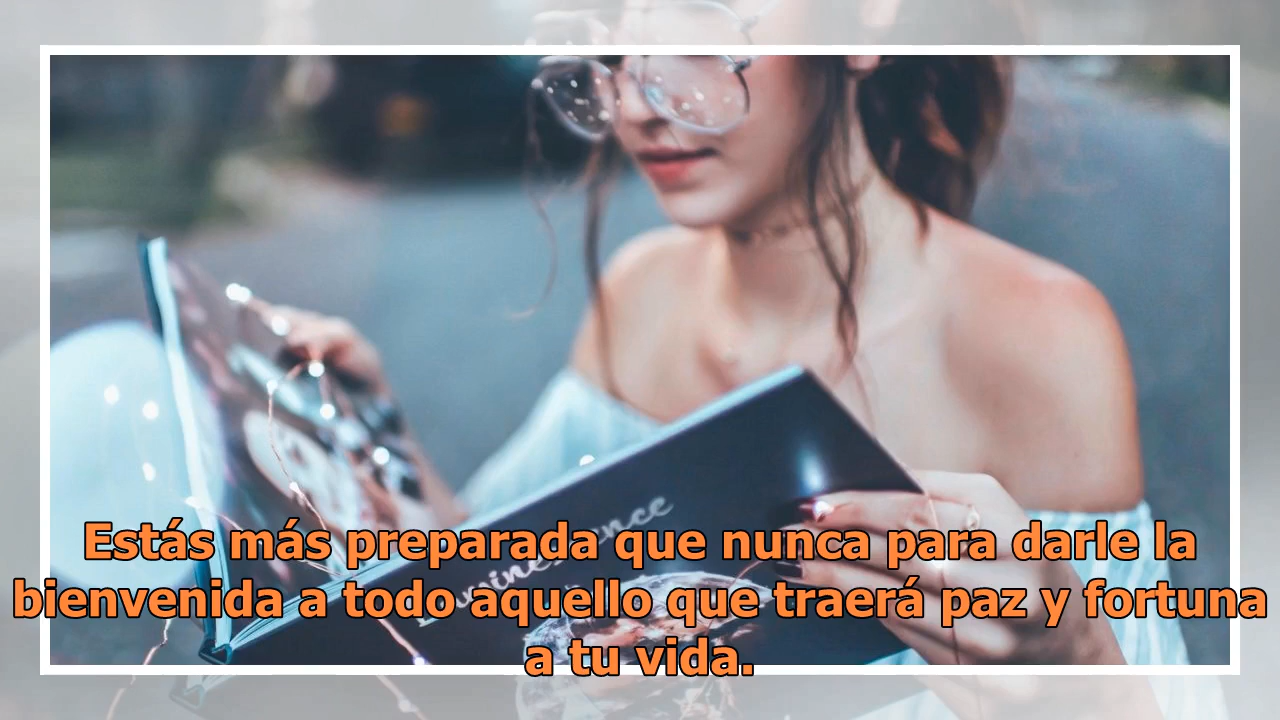 Estás más preparada que nunca para darle la
bienvenida a todo aquello que traerá paz y fortuna
a tu vida.